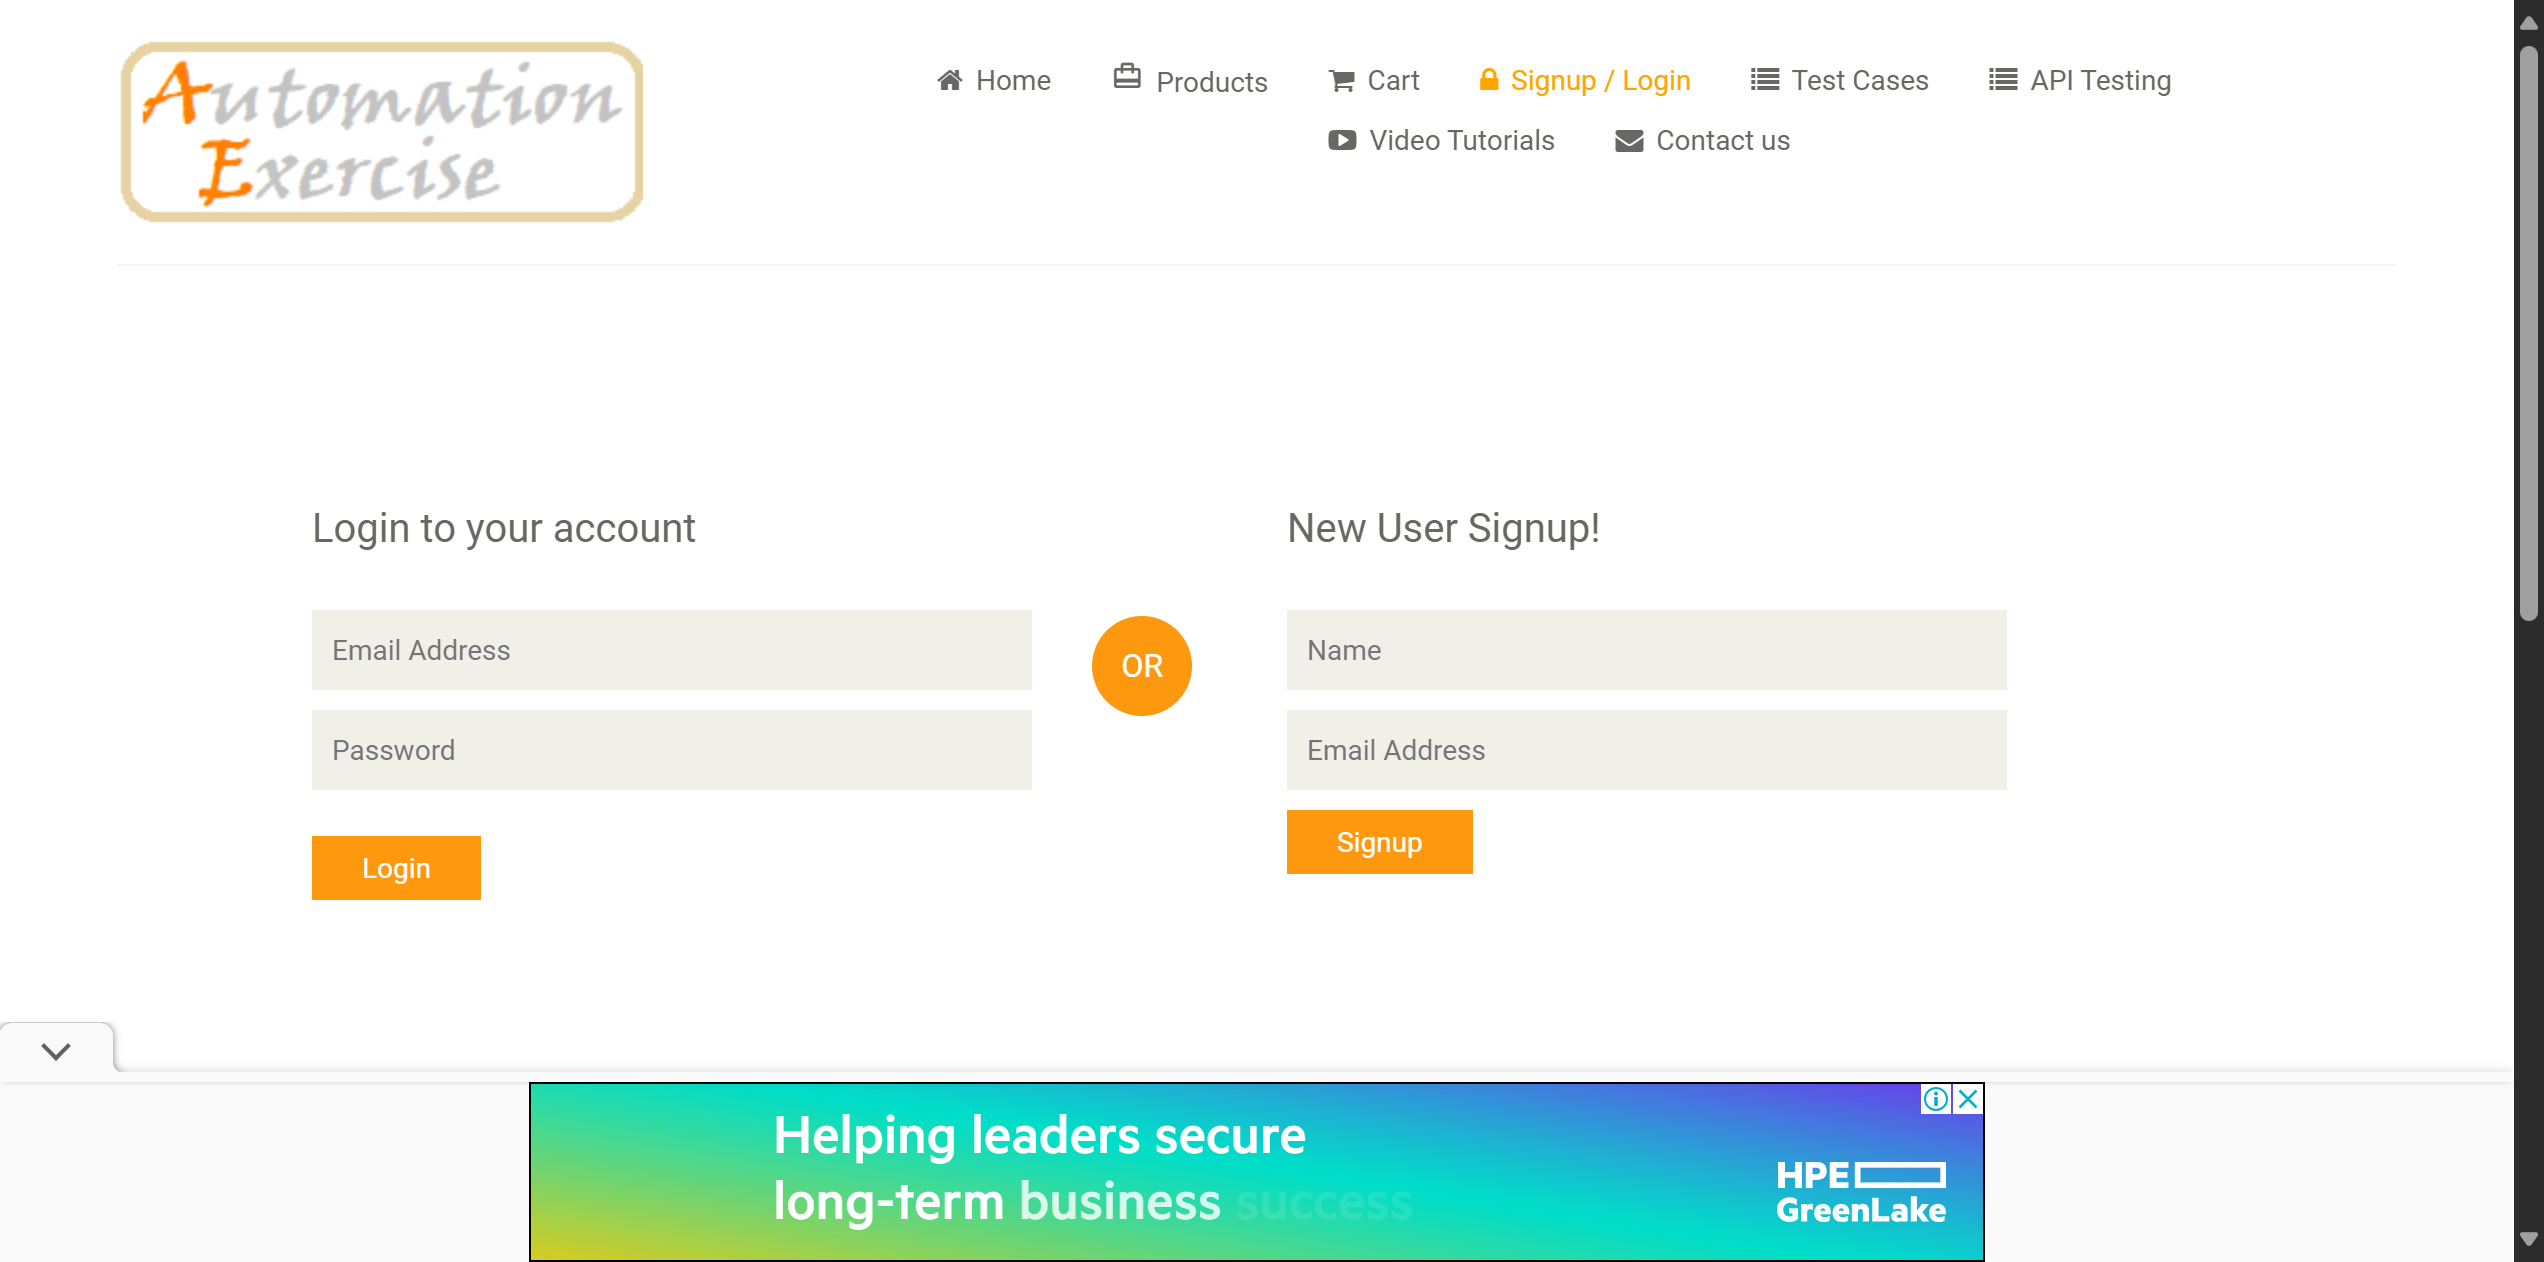 Automation
Exercise
Home
Products
Cart
Signup / Login
Test Cases
API Testing
Video Tutorials
Contact us
Login to your account
Email Address
Password
Login
OR
New User Signup!
Name
Email Address
Signup
Helping leaders secure
long-term business success
HPE
GreenLake